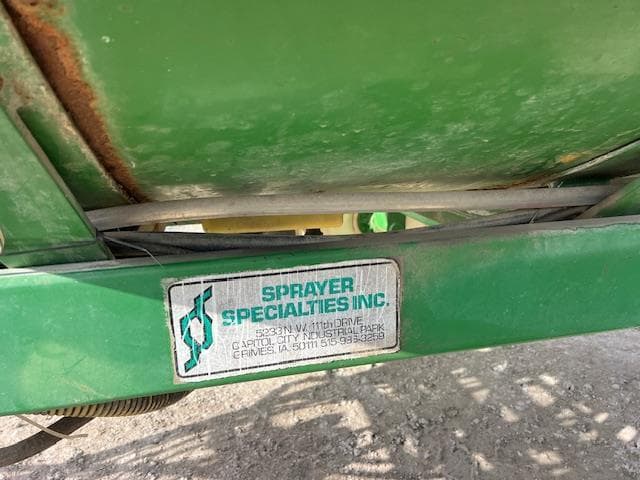 SPRAYER
SPECIALTIES INC.
5233 N.W. 111th DRIVE
CAPITOL CITY INDUSTRIAL PARK
GRIMES, IA. 50111 515-986-3259